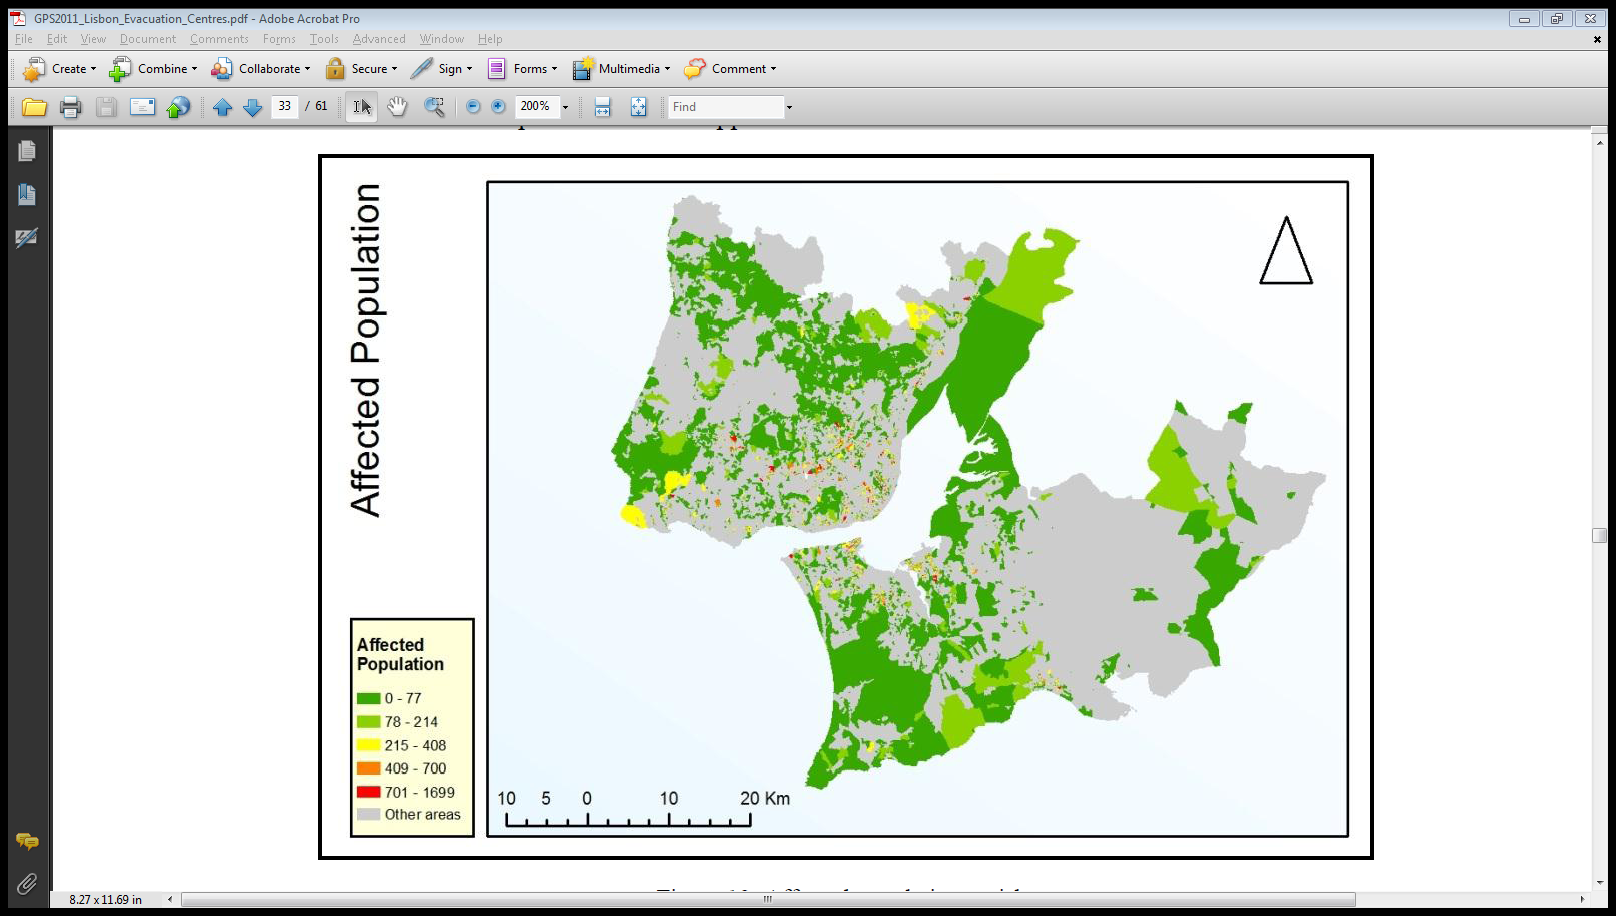 GPS2011_Lisbon_Evacuation_Centres.pdf - Adobe Acrobat Pro
File Edit View Document Comments Forms Tools Advanced Window Help
Create Combine Collaborate Secure Sign Forms Multimedia Comment
33 / 61 200% Find
Affected Population
Affected
Population
0 - 77
78 - 214
215 - 408
409 - 700
701 - 1699
Other areas
10 5 0 10 20 Km
8.27 x 11.69 in